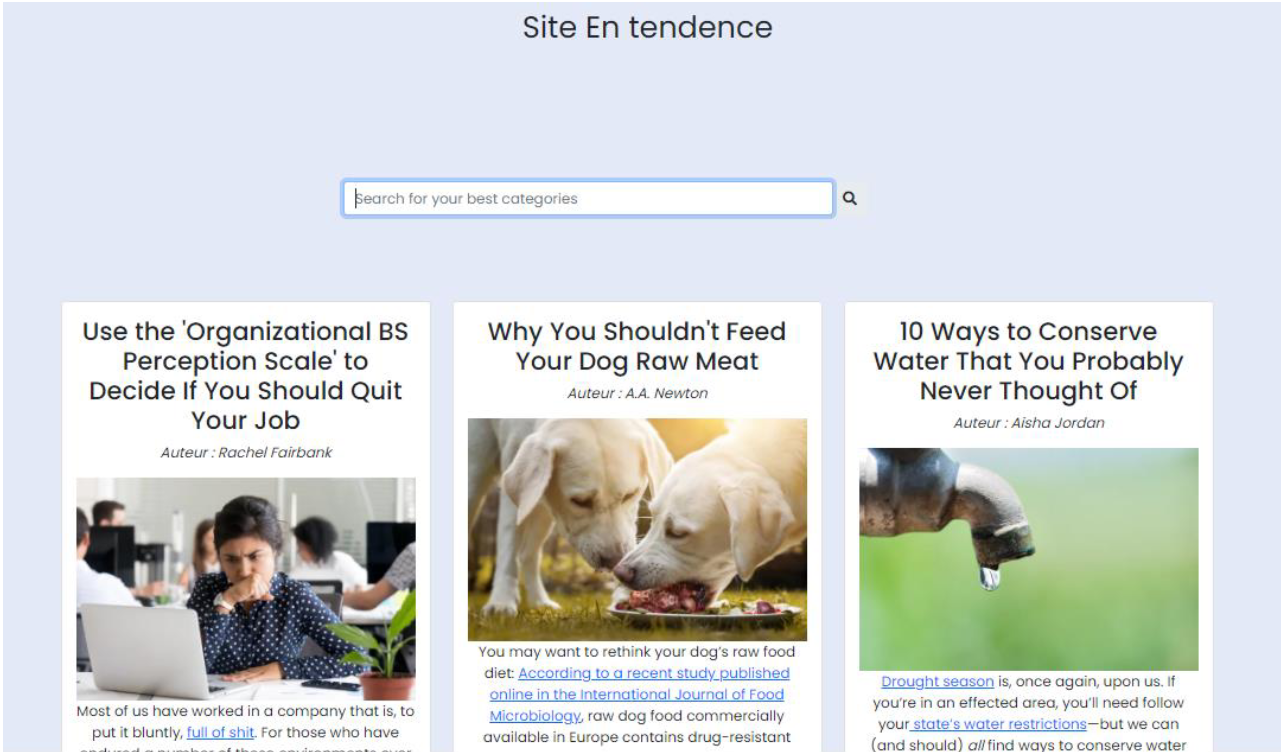 Site En tendence
Search for your best categories
Use the 'Organizational BS
Perception Scale' to
Decide If You Should Quit
Your Job
Auteur : Rachel Fairbank
Most of us have worked in a company that is, to
put it bluntly, full of shit. For those who have
endured a number of these environments over
Why You Shouldn't Feed
Your Dog Raw Meat
Auteur : A.A. Newton
You may want to rethink your dog's raw food
diet: According to a recent study published
online in the International Journal of Food
Microbiology, raw dog food commercially
available in Europe contains drug-resistant
10 Ways to Conserve
Water That You Probably
Never Thought Of
Auteur : Aisha Jordan
Drought season is, once again, upon us. If
you're in an effected area, you'll need follow
your state's water restrictions—but we can
(and should) all find ways to conserve water